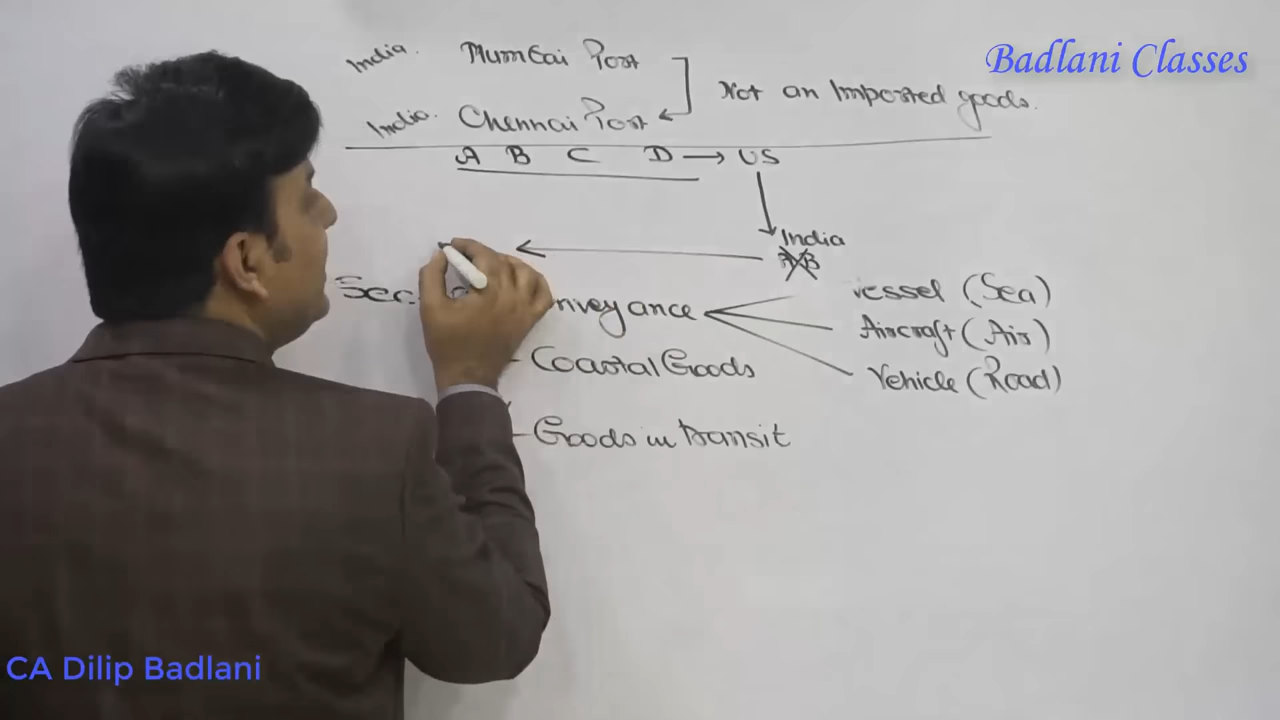 Badlani Classes
India. Mumbai Port
Not an Imported goods.
India. Chennai Port
A B C D → US
India
Sec
nveyance
Vessel (Sea)
Aircraft (Air)
Vehicle (Road)
- Coastal Goods
- Goods in transit
CA Dilip Badlani